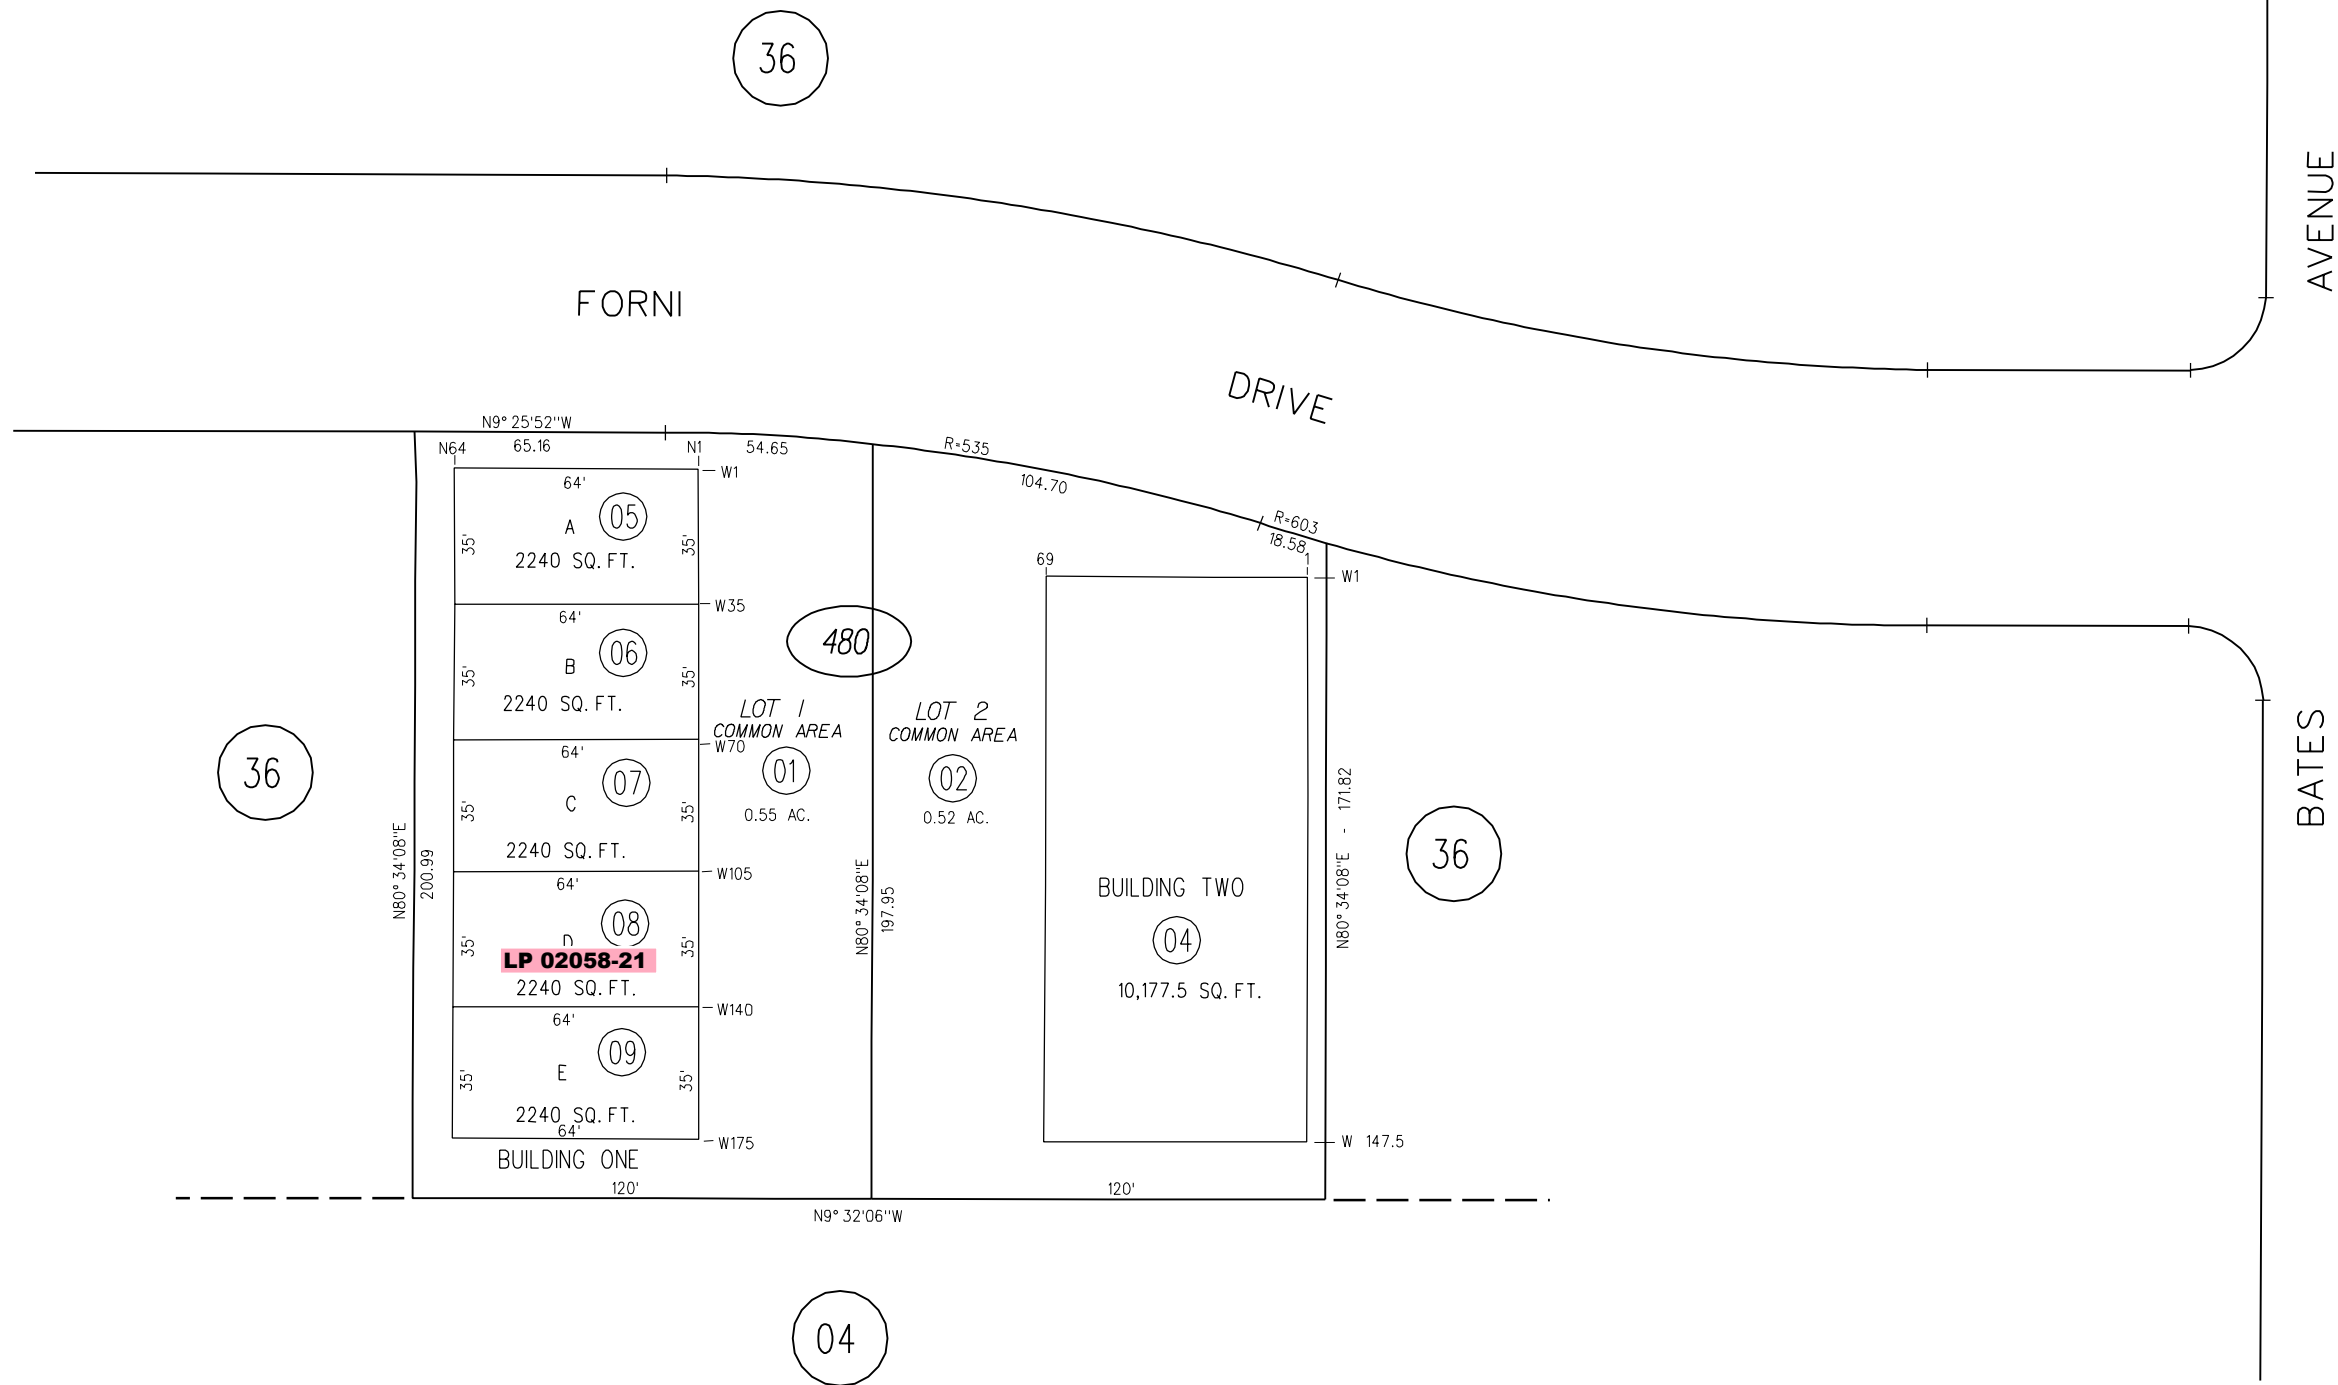 36
AVENUE
FORNI
DRIVE
N9° 25'52"W
N64
65.16
N1
54.65
R=535
104.70
R=603
18.58
W1
64'
A
05
35'
35'
2240 SQ. FT.
69
1
W1
W35
64'
B
06
35'
35'
2240 SQ. FT.
480
LOT 1
COMMON AREA
01
0.55 AC.
LOT 2
COMMON AREA
02
0.52 AC.
W70
64'
C
07
35'
35'
2240 SQ. FT.
36
BATES
N80° 34'08"E - 171.82
36
N80° 34'08"E
200.99
W105
64'
D
08
35'
35'
LP 02058-21
2240 SQ. FT.
N80° 34'08"E
197.95
BUILDING TWO
04
10,177.5 SQ. FT.
W140
64'
E
09
35'
35'
2240 SQ. FT.
64'
W175
W 147.5
BUILDING ONE
120'
120'
N9° 32'06"W
04